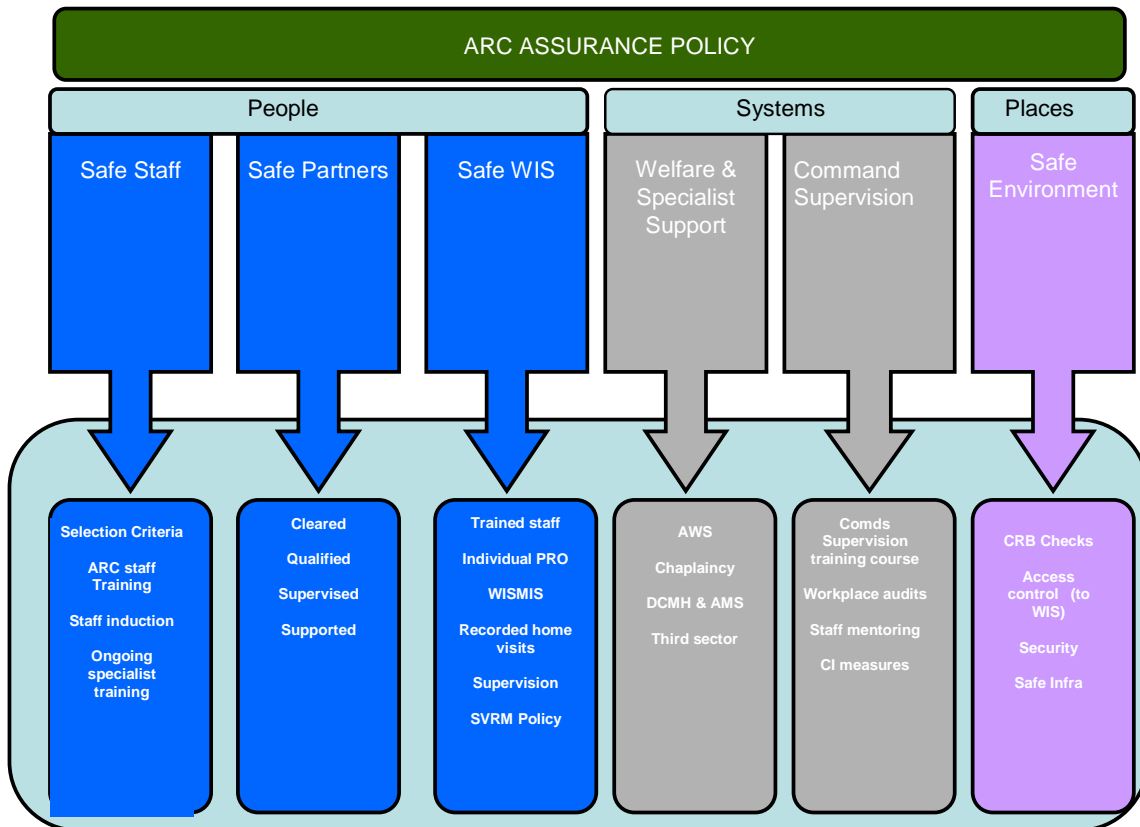 ARC ASSURANCE POLICY
People
Systems
Places
Safe Staff
Safe Partners
Safe WIS
Welfare &
Specialist
Support
Command
Supervision
Safe
Environment
Selection Criteria
ARC staff
Training
Staff induction
Ongoing
specialist
training
Cleared
Qualified
Supervised
Supported
Trained staff
Individual PRO
WISMIS
Recorded home
visits
Supervision
SVRM Policy
AWS
Chaplaincy
DCMH & AMS
Third sector
Comds
Supervision
training course
Workplace audits
Staff mentoring
CI measures
CRB Checks
Access
control (to
WIS)
Security
Safe Infra